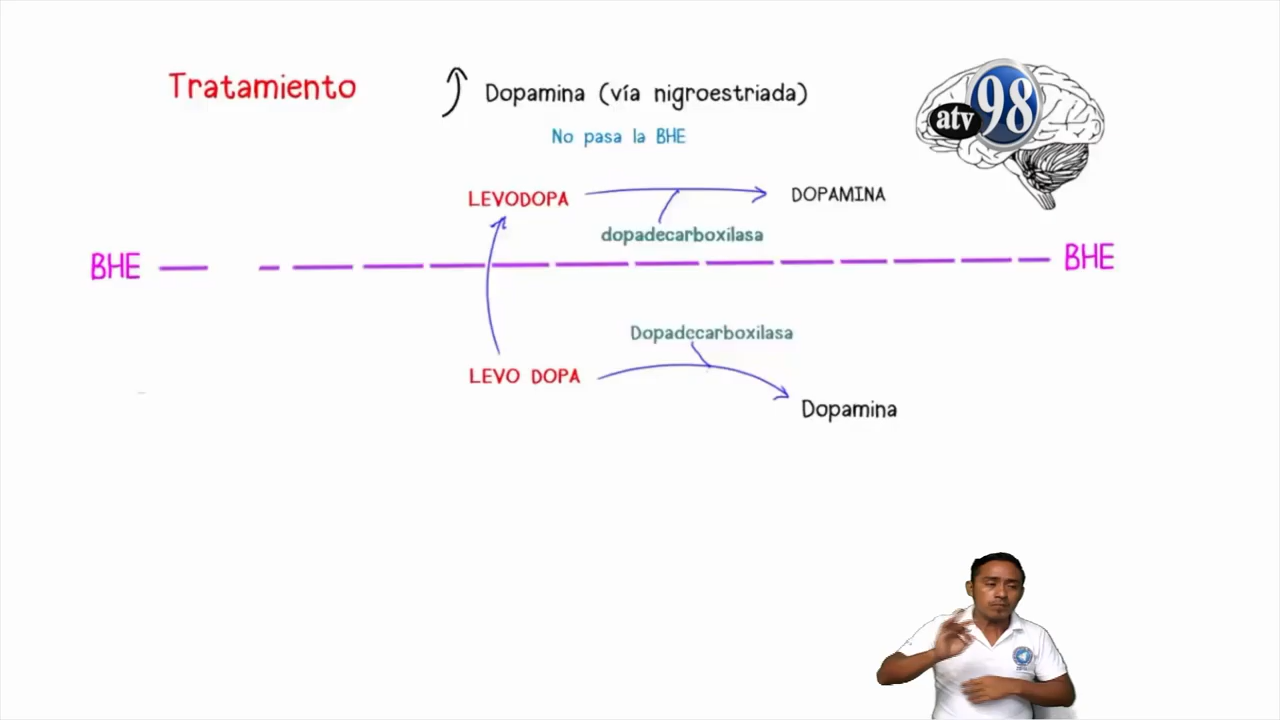 Tratamiento
Dopamina (vía nigroestriada)
No pasa la BHE
atv 98
LEVODOPA
DOPAMINA
dopadecarboxilasa
BHE
BHE
Dopadecarboxilasa
LEVO DOPA
Dopamina